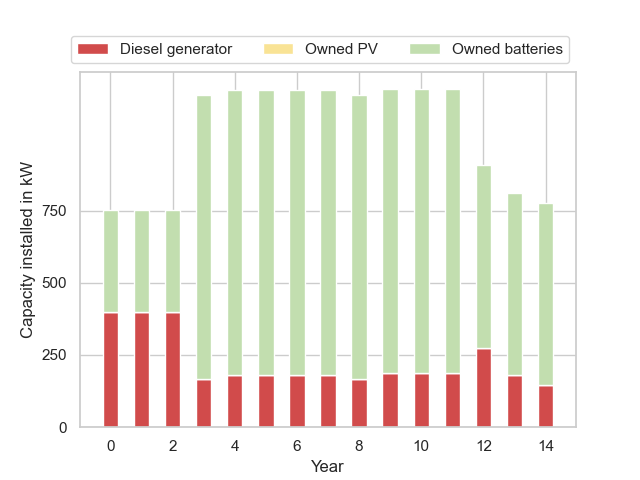 Diesel generator Owned PV Owned batteries
Capacity installed in kW
750
500
250
0
0 2 4 6 8 10 12 14
Year